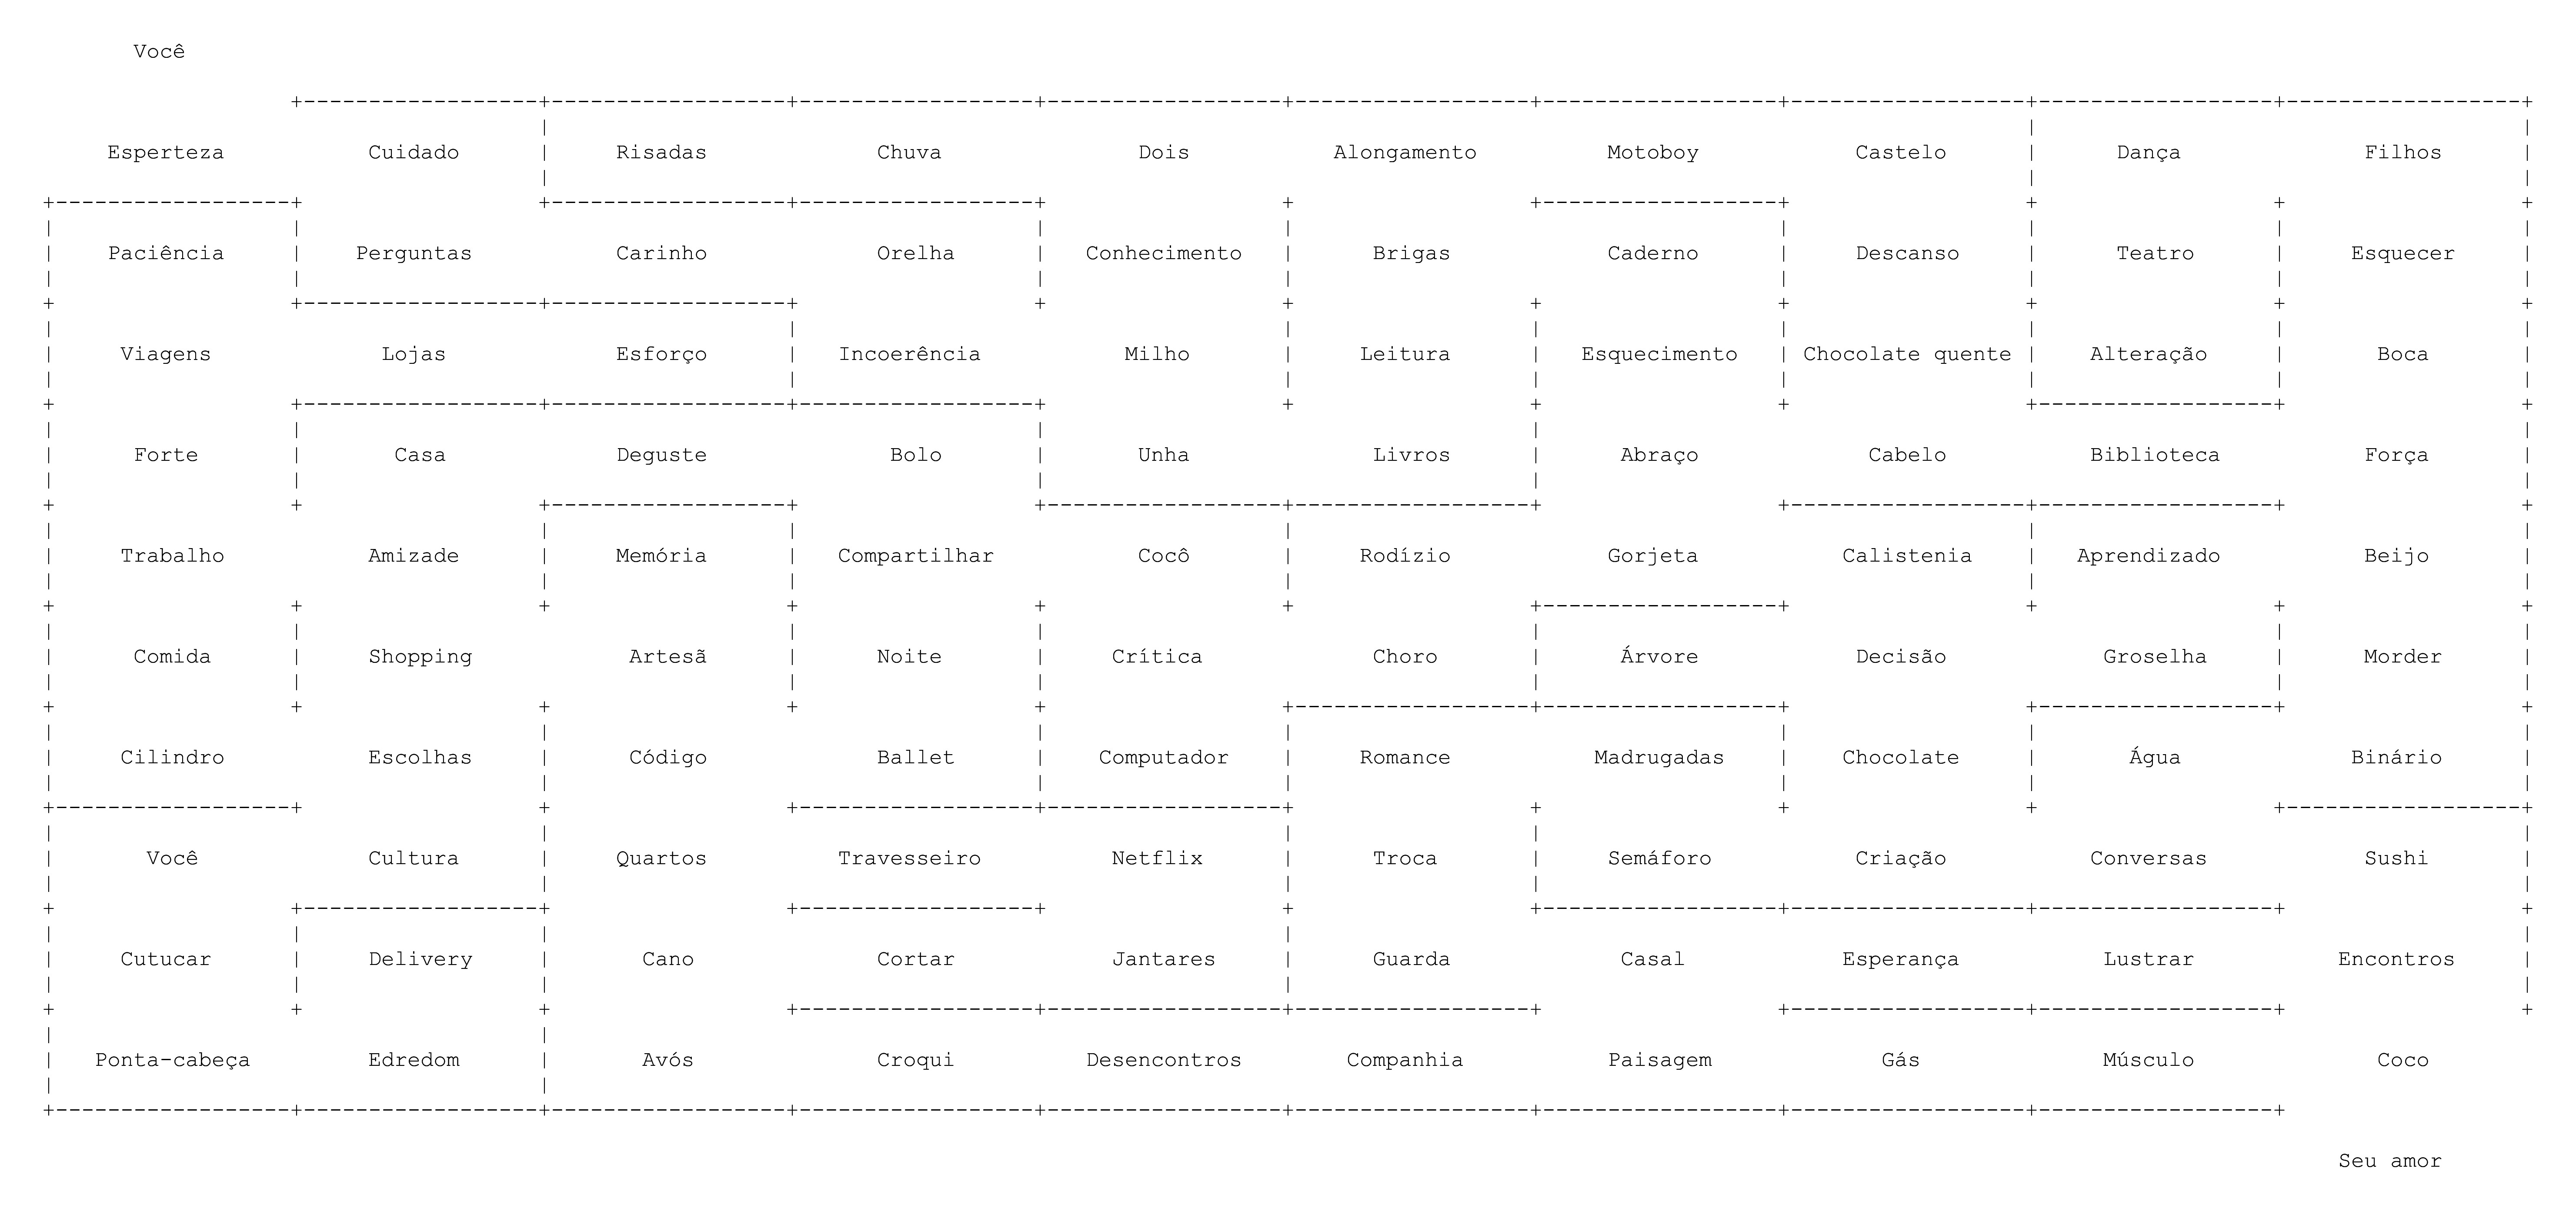 Você
Esperteza Cuidado Risadas Chuva Dois Alongamento Motoboy Castelo Dança Filhos
Paciência Perguntas Carinho Orelha Conhecimento Brigas Caderno Descanso Teatro Esquecer
Viagens Lojas Esforço Incoerência Milho Leitura Esquecimento Chocolate quente Alteração Boca
Forte Casa Deguste Bolo Unha Livros Abraço Cabelo Biblioteca Força
Trabalho Amizade Memória Compartilhar Cocô Rodízio Gorjeta Calistenia Aprendizado Beijo
Comida Shopping Artesã Noite Crítica Choro Árvore Decisão Groselha Morder
Cilindro Escolhas Código Ballet Computador Romance Madrugadas Chocolate Água Binário
Você Cultura Quartos Travesseiro Netflix Troca Semáforo Criação Conversas Sushi
Cutucar Delivery Cano Cortar Jantares Guarda Casal Esperança Lustrar Encontros
Ponta-cabeça Edredom Avós Croqui Desencontros Companhia Paisagem Gás Músculo Coco
Seu amor